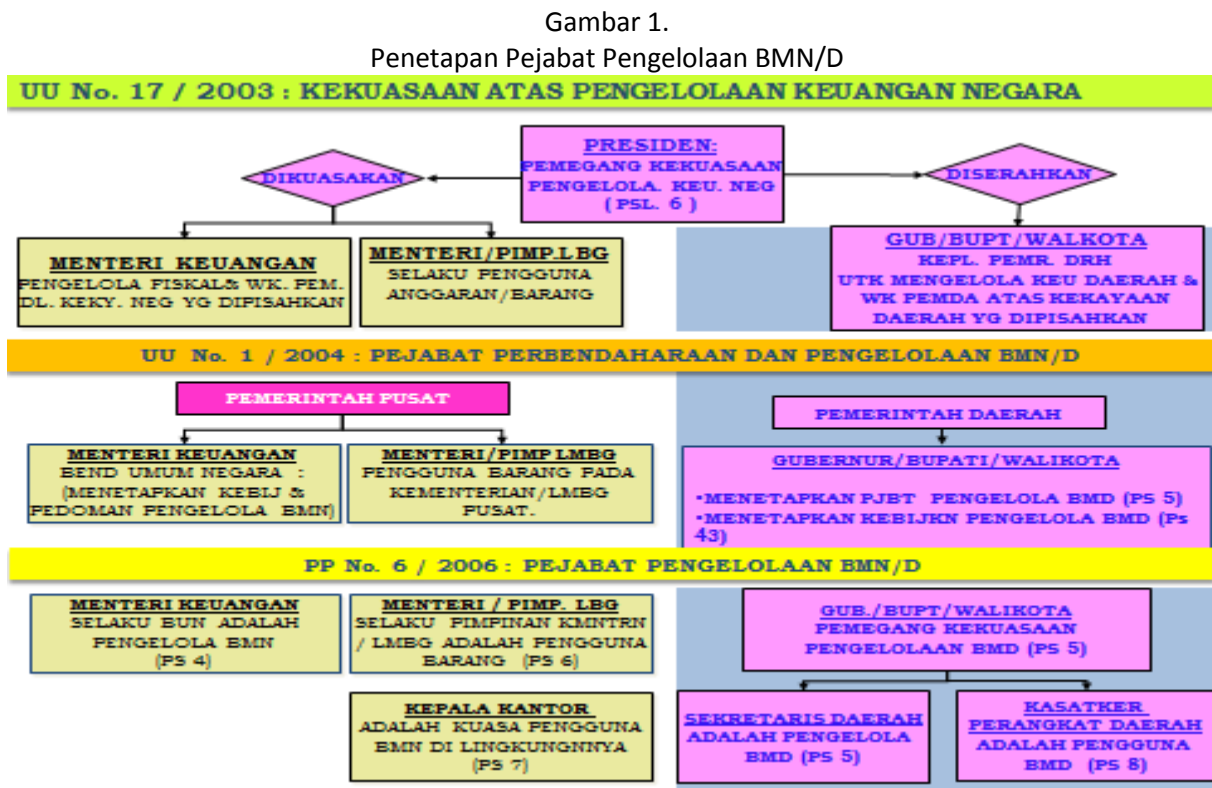 Gambar 1.
Penetapan Pejabat Pengelolaan BMN/D
UU No. 17 / 2003 : KEKUASAAN ATAS PENGELOLAAN KEUANGAN NEGARA
PRESIDEN:
PEMEGANG KEKUASAAN
PENGELOLA. KEU. NEG
( PSL. 6 )
DIKUASAKAN
DISERAHKAN
MENTERI KEUANGAN
PENGELOLA FISKAL& WK. PEM.
DL. KEKY. NEG YG DIPISAHKAN
MENTERI/PIMP.LBG
SELAKU PENGGUNA
ANGGARAN/BARANG
GUB/BUPT/WALKOTA
KEPL. PEMR. DRH
UTK MENGELOLA KEU DAERAH &
WK PEMDA ATAS KEKAYAAN
DAERAH YG DIPISAHKAN
UU No. 1 / 2004 : PEJABAT PERBENDAHARAAN DAN PENGELOLAAN BMN/D
PEMERINTAH PUSAT
MENTERI KEUANGAN
BEND UMUM NEGARA :
(MENETAPKAN KEBIJ &
PEDOMAN PENGELOLA BMN)
MENTERI/PIMP LMBG
PENGGUNA BARANG PADA
KEMENTERIAN/LMBG
PUSAT.
PEMERINTAH DAERAH
GUBERNUR/BUPATI/WALIKOTA
•MENETAPKAN PJBT PENGELOLA BMD (PS 5)
•MENETAPKAN KEBIJKN PENGELOLA BMD (Ps
43)
PP No. 6 / 2006 : PEJABAT PENGELOLAAN BMN/D
MENTERI KEUANGAN
SELAKU BUN ADALAH
PENGELOLA BMN
(PS 4)
MENTERI / PIMP. LBG
SELAKU PIMPINAN KMNTRN
/ LMBG ADALAH PENGGUNA
BARANG (PS 6)
KEPALA KANTOR
ADALAH KUASA PENGGUNA
BMN DI LINGKUNGNNYA
(PS 7)
GUB./BUPT/WALIKOTA
PEMEGANG KEKUASAAN
PENGELOLAAN BMD (PS 5)
SEKRETARIS DAERAH
ADALAH PENGELOLA
BMD (PS 5)
KASATKER
PERANGKAT DAERAH
ADALAH PENGGUNA
BMD (PS 8)